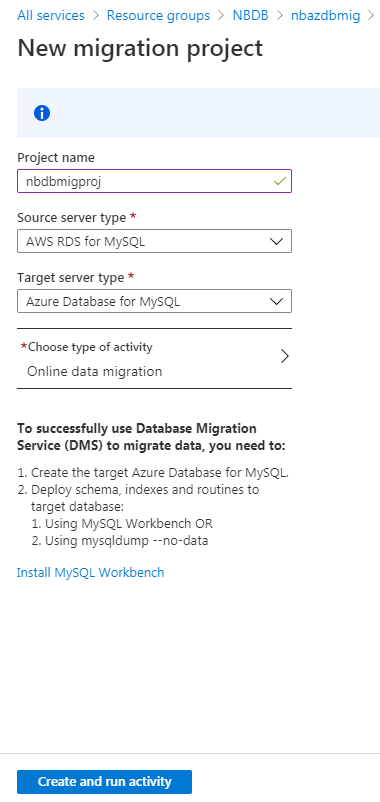 All services > Resource groups > NBDB > nbazdbmig >
New migration project
Project name
nbdbmigproj
Source server type *
AWS RDS for MySQL
Target server type *
Azure Database for MySQL
*Choose type of activity
Online data migration
To successfully use Database Migration
Service (DMS) to migrate data, you need to:
1. Create the target Azure Database for MySQL.
2. Deploy schema, indexes and routines to
target database:
1. Using MySQL Workbench OR
2. Using mysqldump --no-data
Install MySQL Workbench
Create and run activity